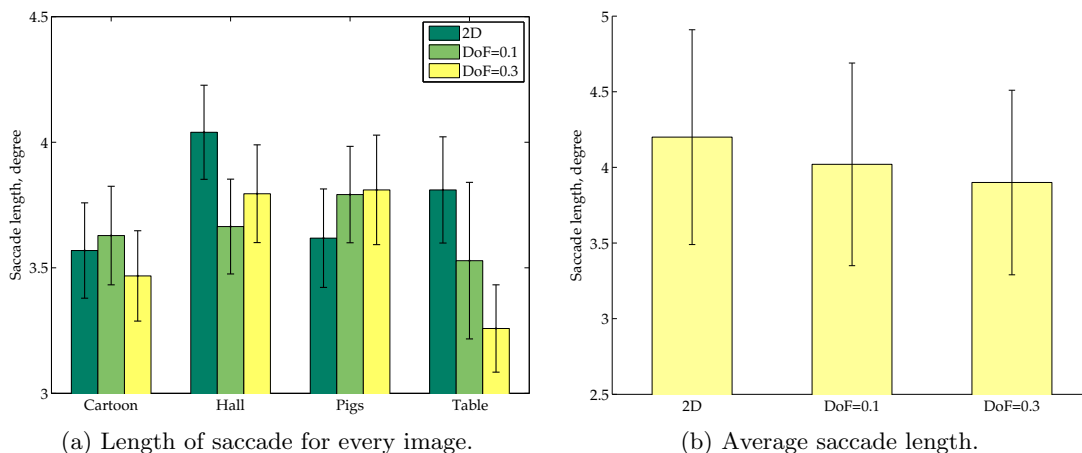 4.5
4
3.5
3
Saccade length, degree
2D
DoF=0.1
DoF=0.3
Cartoon Hall Pigs Table
(a) Length of saccade for every image.
5
4.5
4
3.5
3
2.5
Saccade length, degree
2D DoF=0.1 DoF=0.3
(b) Average saccade length.